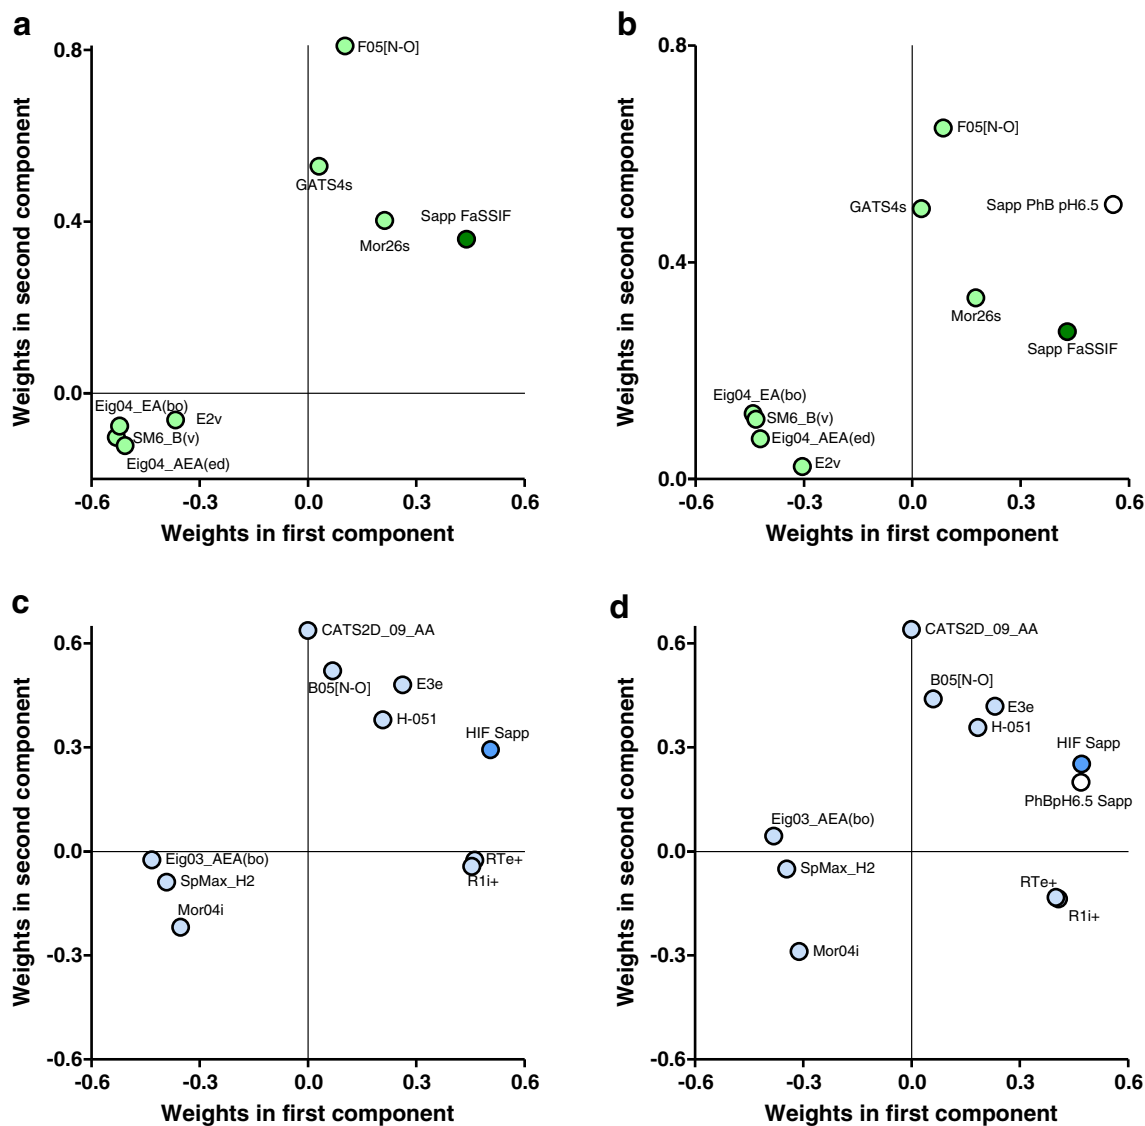 a
0.8
F05[N-O]
GATS4s
0.4
Sapp FaSSIF
Mor26s
0.0
Eig04_EA(bo)
E2v
SM6_B(v)
Eig04_AEA(ed)
-0.6
-0.3
0.0
0.3
0.6
Weights in first component
Weights in second component
b
0.8
F05[N-O]
GATS4s
Sapp PhB pH6.5
0.4
Mor26s
Sapp FaSSIF
Eig04_EA(bo)
SM6_B(v)
Eig04_AEA(ed)
E2v
0.0
-0.6
-0.3
0.0
0.3
0.6
Weights in first component
Weights in second component
c
0.6
CATS2D_09_AA
B05[N-O]
E3e
H-051
HIF Sapp
0.3
0.0
Eig03_AEA(bo)
RTe+
SpMax_H2
R1i+
Mor04i
-0.3
-0.6
-0.6
-0.3
0.0
0.3
0.6
Weights in first component
Weights in second component
d
0.6
CATS2D_09_AA
B05[N-O]
E3e
H-051
HIF Sapp
0.3
PhBpH6.5 Sapp
Eig03_AEA(bo)
0.0
SpMax_H2
RTe+
R1i+
Mor04i
-0.3
-0.6
-0.6
-0.3
0.0
0.3
0.6
Weights in first component
Weights in second component